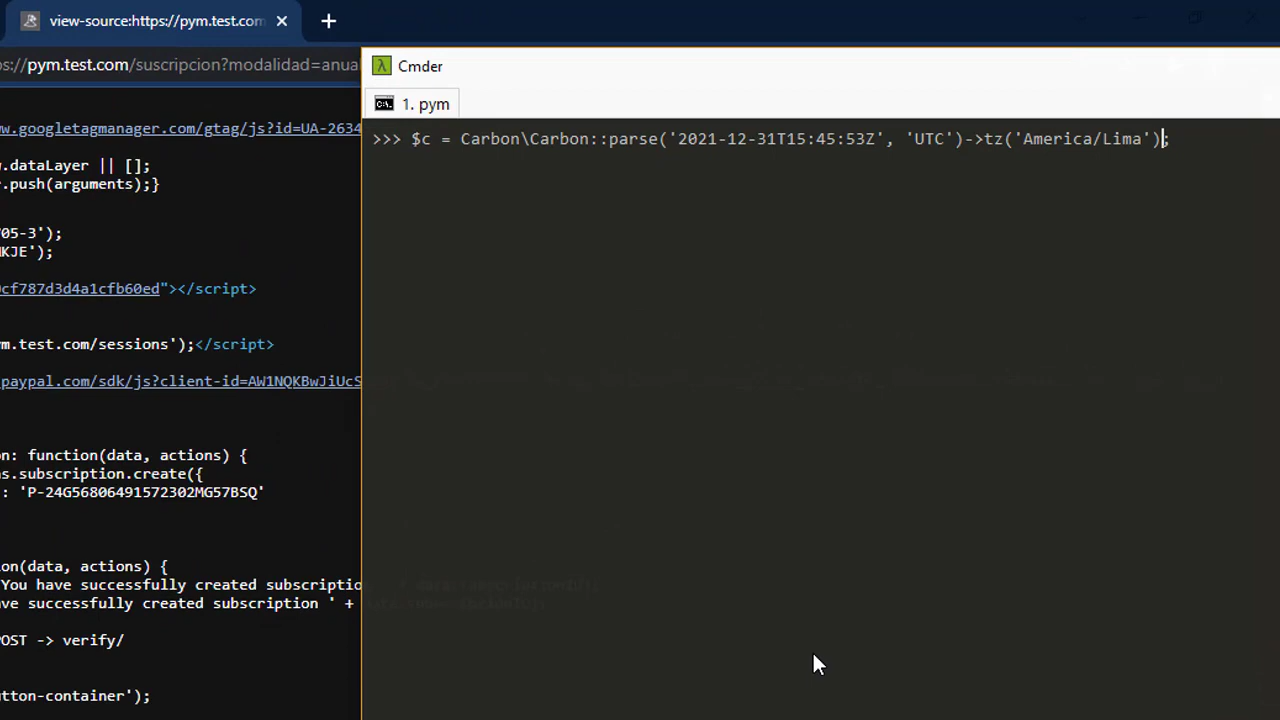 view-source:https://pym.test.com
s://pym.test.com/suscripcion?modalidad=anua
Cmder
1. pym
>>> $c = Carbon\Carbon::parse('2021-12-31T15:45:53Z', 'UTC')->tz('America/Lima');
w.googletagmanager.com/gtag/js?id=UA-2634
.dataLayer || [];
r.push(arguments);}
05-3');
KJE');
cf787d3d4a1cfb60ed"></script>
m.test.com/sessions');</script>
paypal.com/sdk/js?client-id=AW1NQKBwJiUcS
on: function(data, actions) {
ns.subscription.create({
: 'P-24G56806491572302MG57BSQ'
ion(data, actions) {
You have successfully created subscriptio
ve successfully created subscription ' +
POST -> verify/
tton-container');